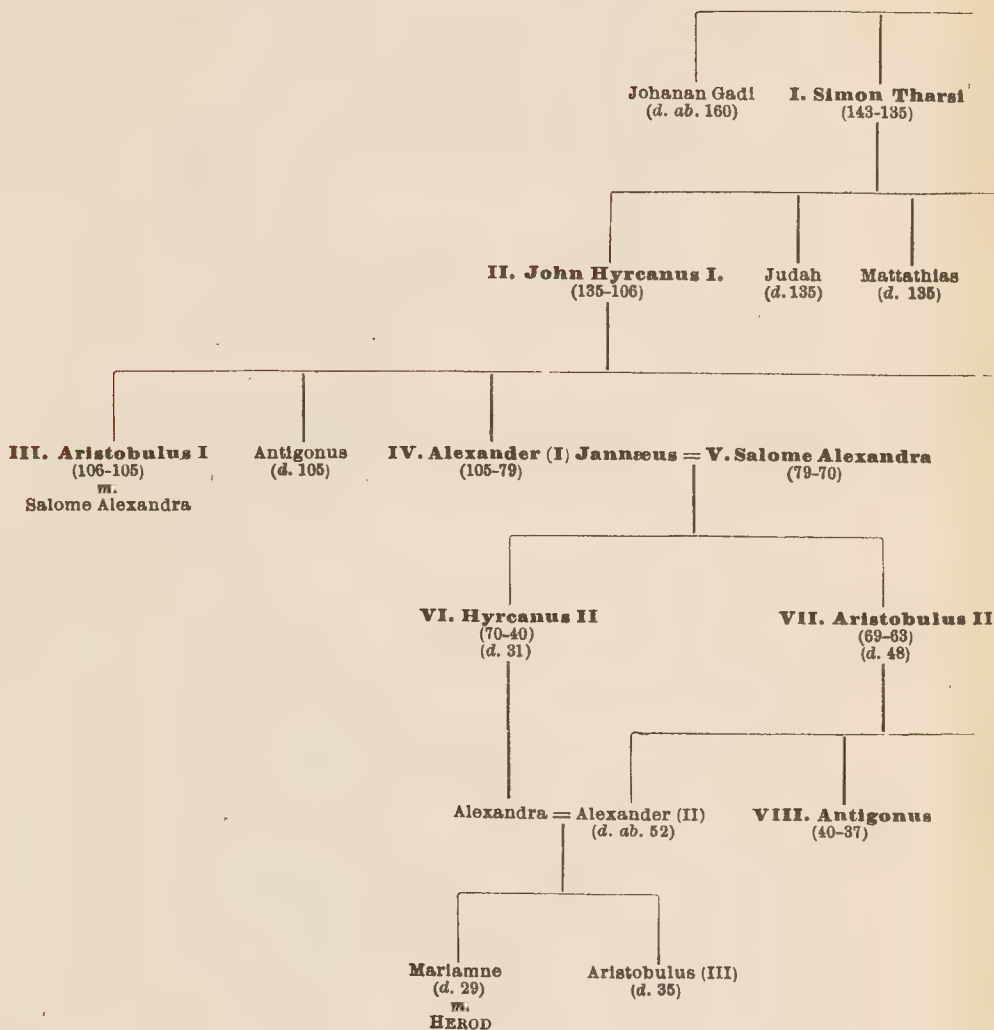 Johanan Gadi I. Simon Tharsi
(d. ab. 160) (143-135)
II. John Hyrcanus I. Judah Mattathias
(135-106) (d. 135) (d. 135)
III. Aristobulus I Antigonus IV. Alexander (I) Jannæus = V. Salome Alexandra
(106-105) (d. 105) (105-79) (79-70)
m.
Salome Alexandra
VI. Hyrcanus II VII. Aristobulus II
(70-40) (69-63)
(d. 31) (d. 48)
Alexandra = Alexander (II) VIII. Antigonus
(d. ab. 52) (40-37)
Mariamne Aristobulus (III)
(d. 29) (d. 35)
m.
HEROD